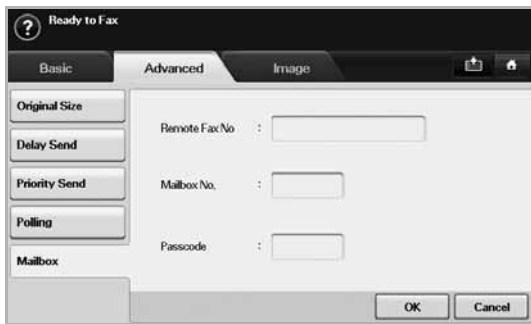 ? Ready to Fax
Basic Advanced Image
Original Size
Delay Send
Priority Send
Polling
Mailbox
Remote Fax No :
Mailbox No, :
Passcode :
OK Cancel